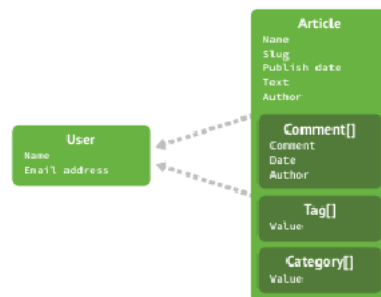 Article
Name
Slug
Publish date
Text
Author
Comment[]
Comment
Date
Author
Tag[]
Value
Category[]
Value
User
Name
Email address